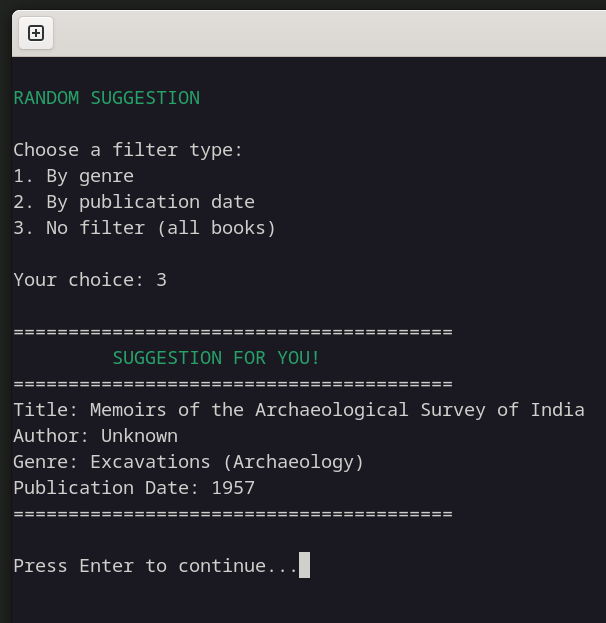 RANDOM SUGGESTION
Choose a filter type:
1. By genre
2. By publication date
3. No filter (all books)
Your choice: 3
========================================
SUGGESTION FOR YOU!
========================================
Title: Memoirs of the Archaeological Survey of India
Author: Unknown
Genre: Excavations (Archaeology)
Publication Date: 1957
========================================
Press Enter to continue...